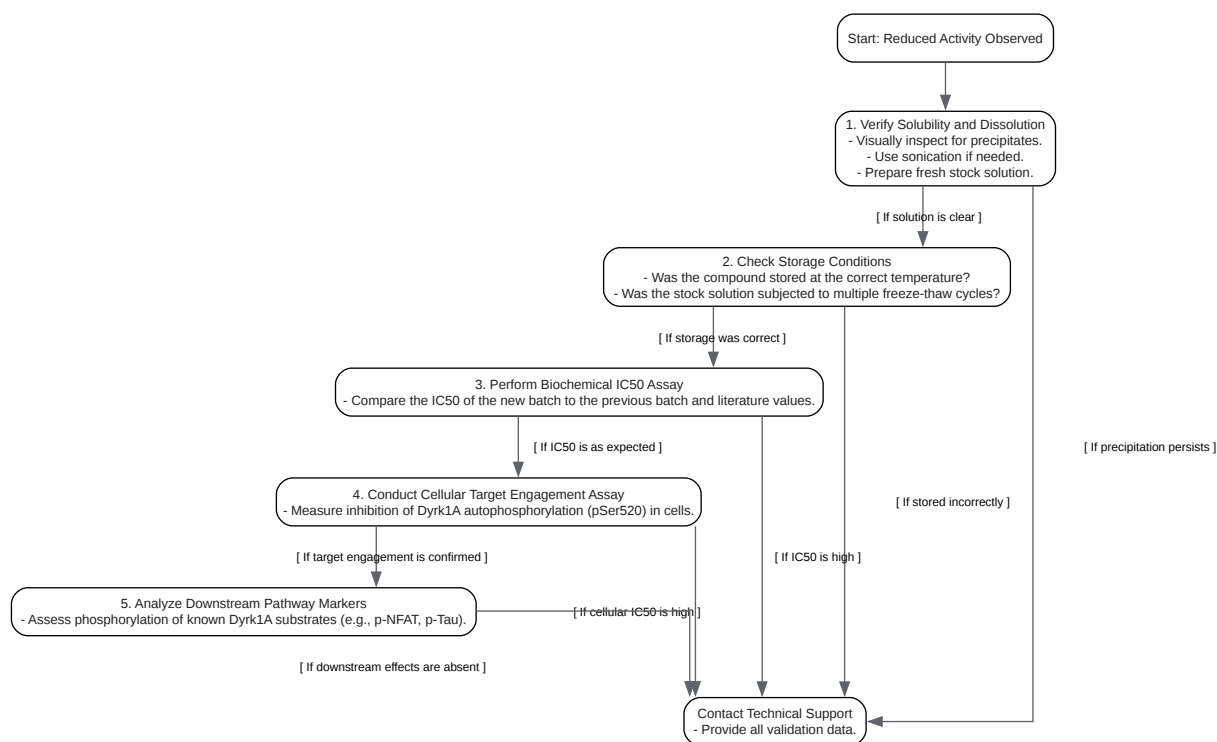 Start: Reduced Activity Observed
1. Verify Solubility and Dissolution
- Visually inspect for precipitates.
- Use sonication if needed.
- Prepare fresh stock solution.
[ If solution is clear ]
2. Check Storage Conditions
- Was the compound stored at the correct temperature?
- Was the stock solution subjected to multiple freeze-thaw cycles?
[ If storage was correct ]
3. Perform Biochemical IC50 Assay
- Compare the IC50 of the new batch to the previous batch and literature values.
[ If IC50 is as expected ]
[ If precipitation persists ]
4. Conduct Cellular Target Engagement Assay
- Measure inhibition of Dyrk1A autophosphorylation (pSer520) in cells.
[ If stored incorrectly ]
[ If target engagement is confirmed ]
[ If IC50 is high ]
5. Analyze Downstream Pathway Markers
- Assess phosphorylation of known Dyrk1A substrates (e.g., p-NFAT, p-Tau).
[ If cellular IC50 is high ]
[ If downstream effects are absent ]
Contact Technical Support
- Provide all validation data.